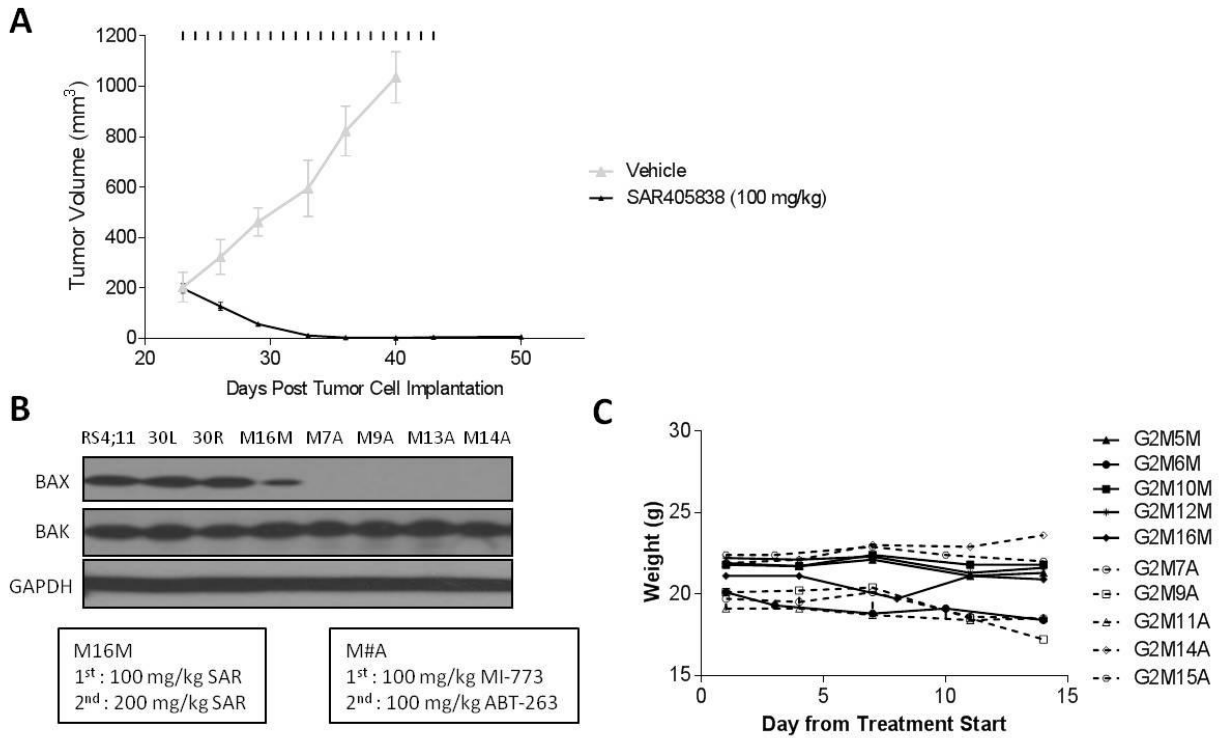 A
Tumor Volume (mm³)
1200
1000
800
600
400
200
0
20 30 40 50
Days Post Tumor Cell Implantation
Vehicle
SAR405838 (100 mg/kg)
B
RS4;11 30L 30R M16M M7A M9A M13A M14A
BAX
BAK
GAPDH
M16M
1st : 100 mg/kg SAR
2nd : 200 mg/kg SAR
M#A
1st : 100 mg/kg MI-773
2nd : 100 mg/kg ABT-263
C
Weight (g)
30
25
20
15
0 5 10 15
Day from Treatment Start
G2M5M
G2M6M
G2M10M
G2M12M
G2M16M
G2M7A
G2M9A
G2M11A
G2M14A
G2M15A